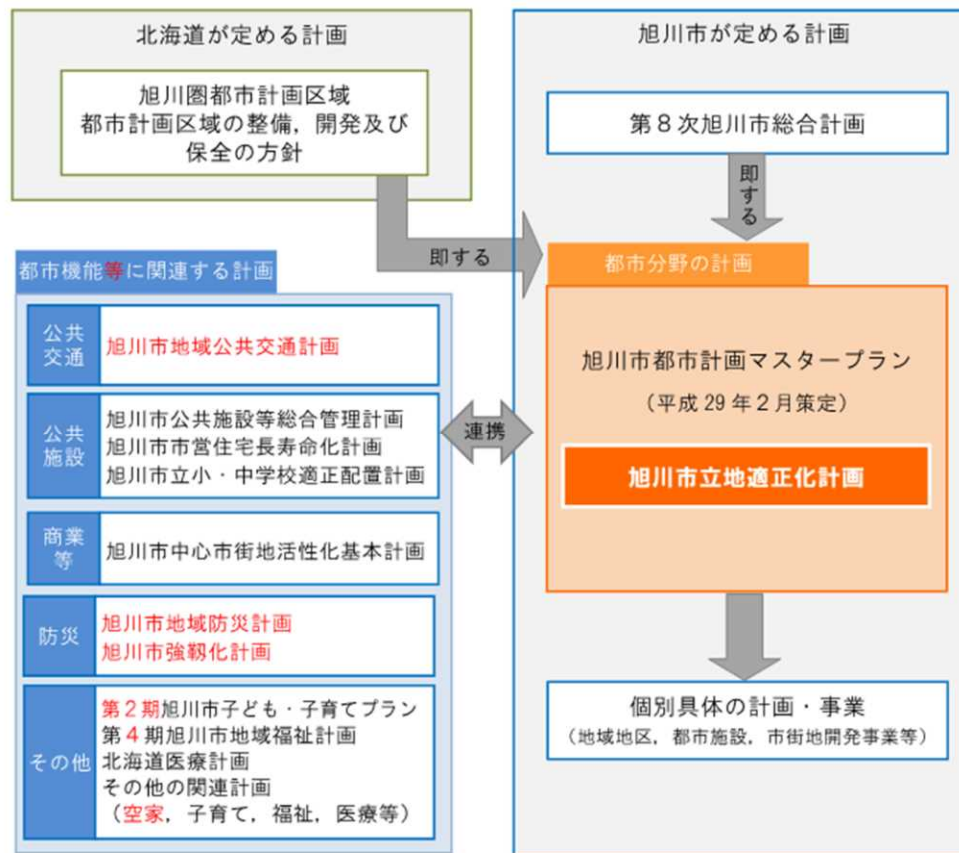 北海道が定める計画
旭川圏都市計画区域
都市計画区域の整備，開発及び
保全の方針
旭川市が定める計画
第８次旭川市総合計画
即する
即する
都市分野の計画
旭川市都市計画マスタープラン
（平成 29 年２月策定）
旭川市立地適正化計画
個別具体の計画・事業
（地域地区，都市施設，市街地開発事業等）
連携
都市機能等に関連する計画
公共
交通
旭川市地域公共交通計画
公共
施設
旭川市公共施設等総合管理計画
旭川市市営住宅長寿命化計画
旭川市立小・中学校適正配置計画
商業
等
旭川市中心市街地活性化基本計画
防災
旭川市地域防災計画
旭川市強靱化計画
その他
第２期旭川市子ども・子育てプラン
第４期旭川市地域福祉計画
北海道医療計画
その他の関連計画
（空家，子育て，福祉，医療等）